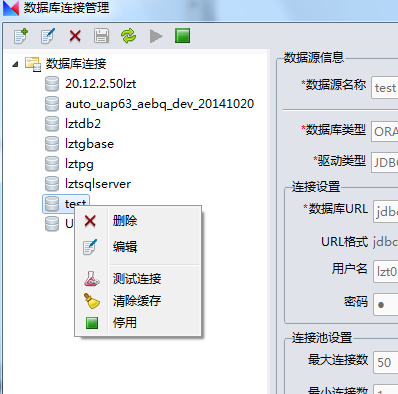 数据库连接管理
数据库连接
20.12.2.50lzt
auto_uap63_aebq_dev_20141020
lztdb2
lztgbase
lztpg
lztsqlserver
test
U
删除
编辑
测试连接
清除缓存
停用
数据源信息
*数据源名称 test
*数据库类型 ORA
*驱动类型 JDBC
连接设置
*数据库URL jdbc
URL格式 jdbc
用户名 lzt0
密码 ●
连接池设置
最大连接数 50
最小连接数 1